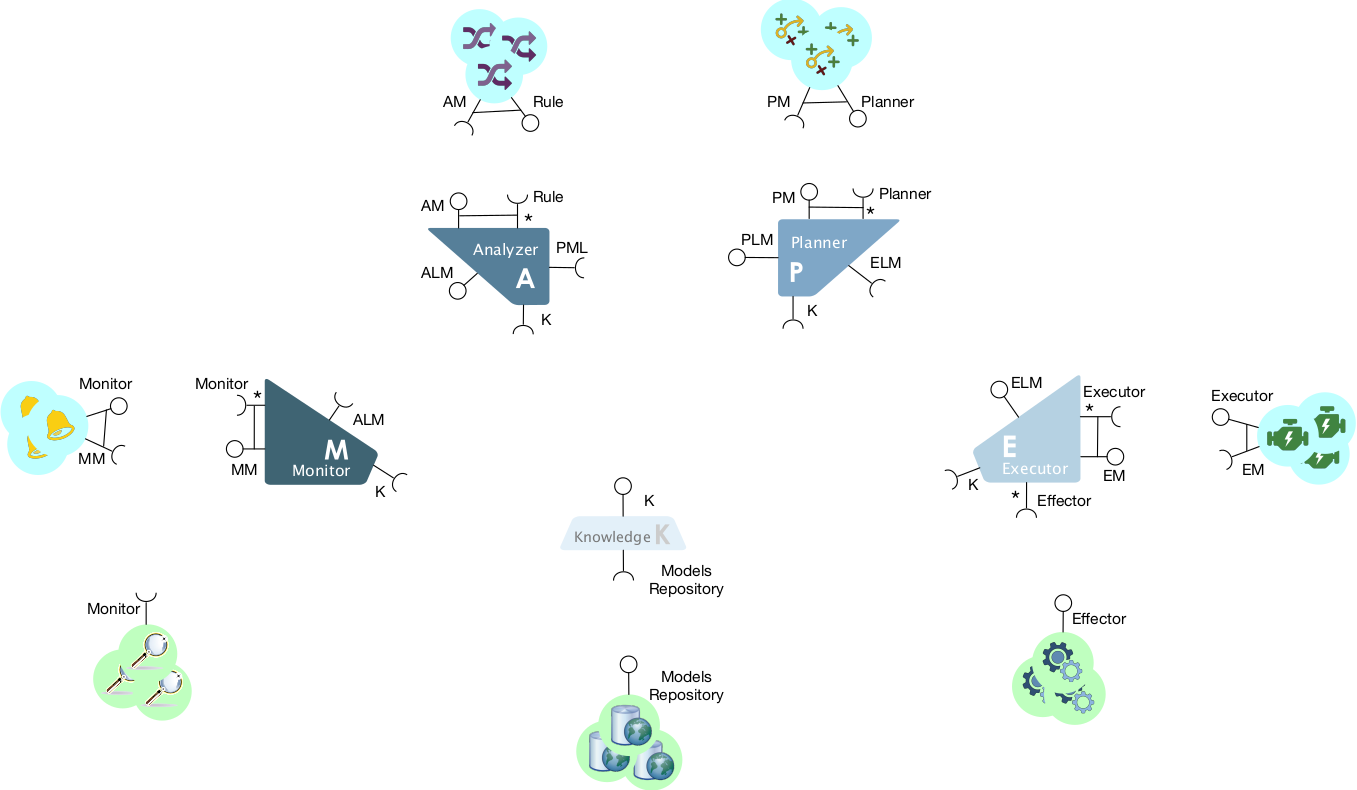 AM
Rule
PM
Planner
AM
Rule
*
Analyzer
A
PML
ALM
K
PM
Planner
*
PLM
Planner
P
ELM
K
Monitor
MM
Monitor
*
ALM
M
Monitor
MM
K
ELM
Executor
*
E
Executor
EM
K
*
Effector
Executor
EM
K
Knowledge K
Models
Repository
Monitor
Effector
Models
Repository